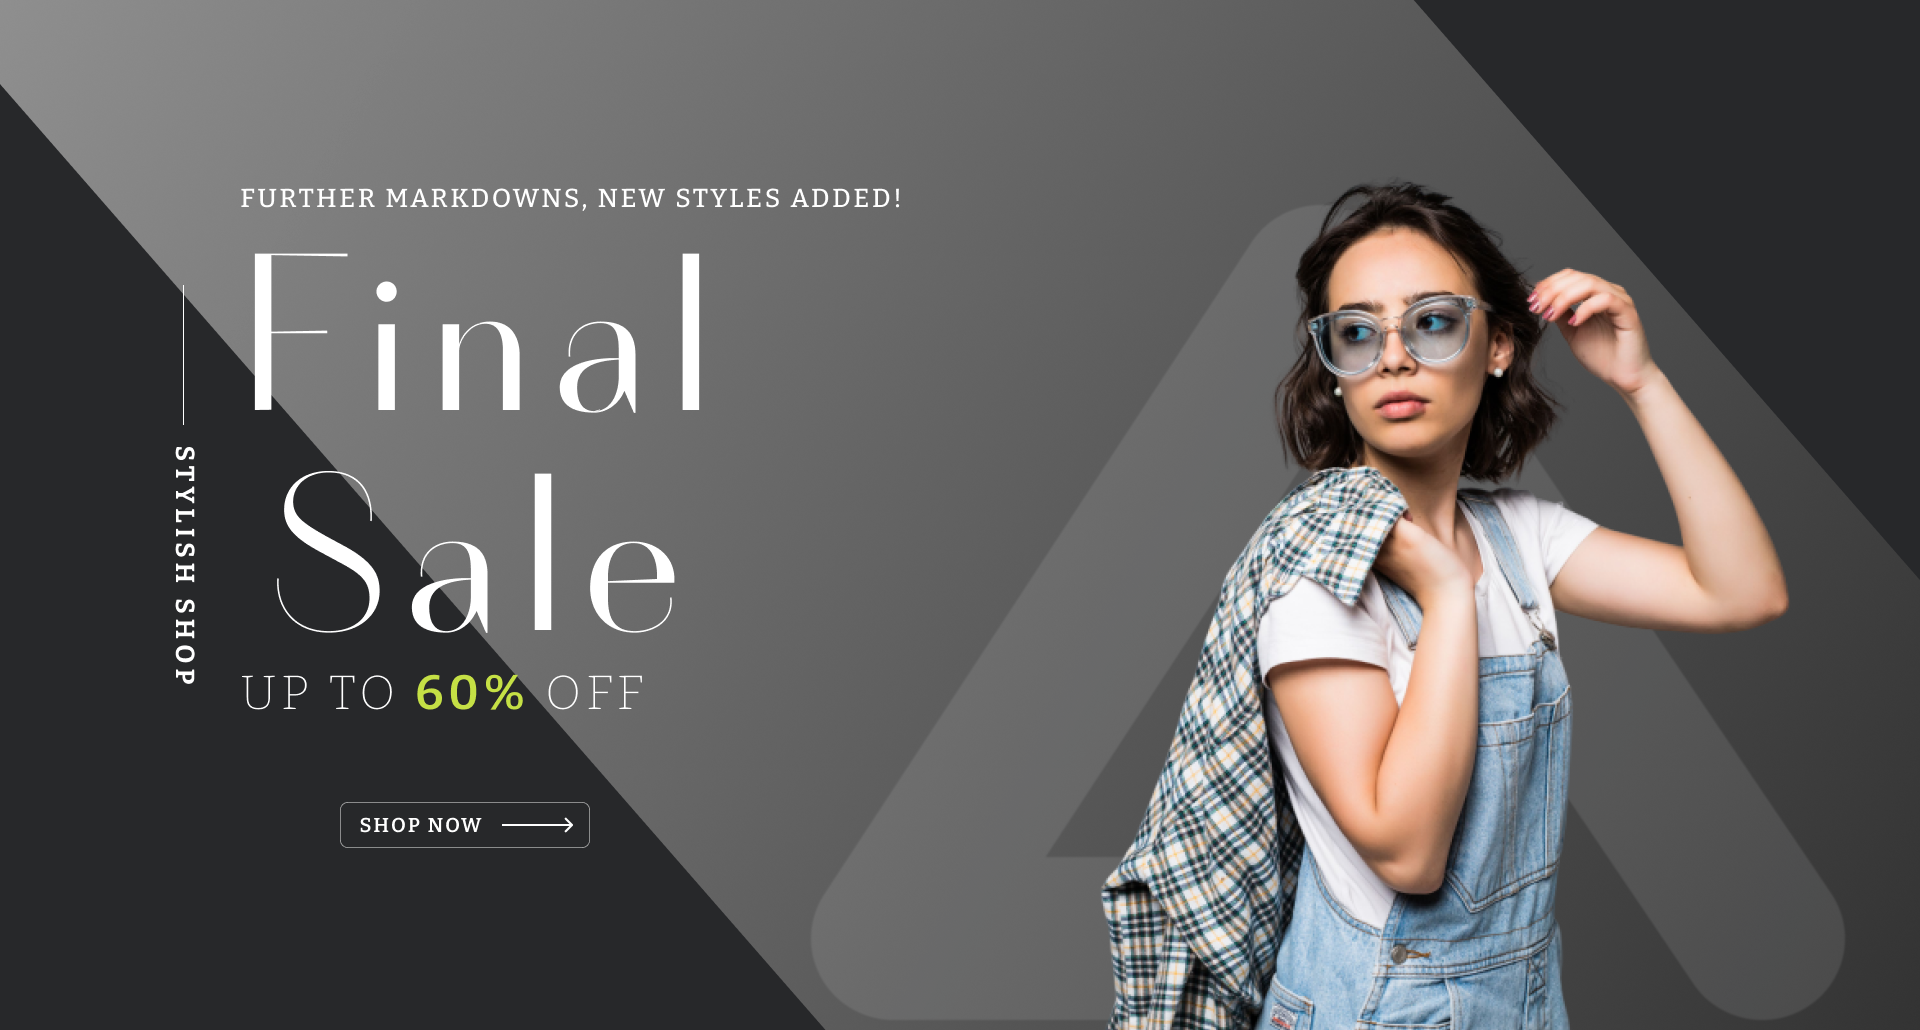 FURTHER MARKDOWNS, NEW STYLES ADDED!
Final
Sale
STYLISH SHOP
UP TO 60% OFF
SHOP NOW